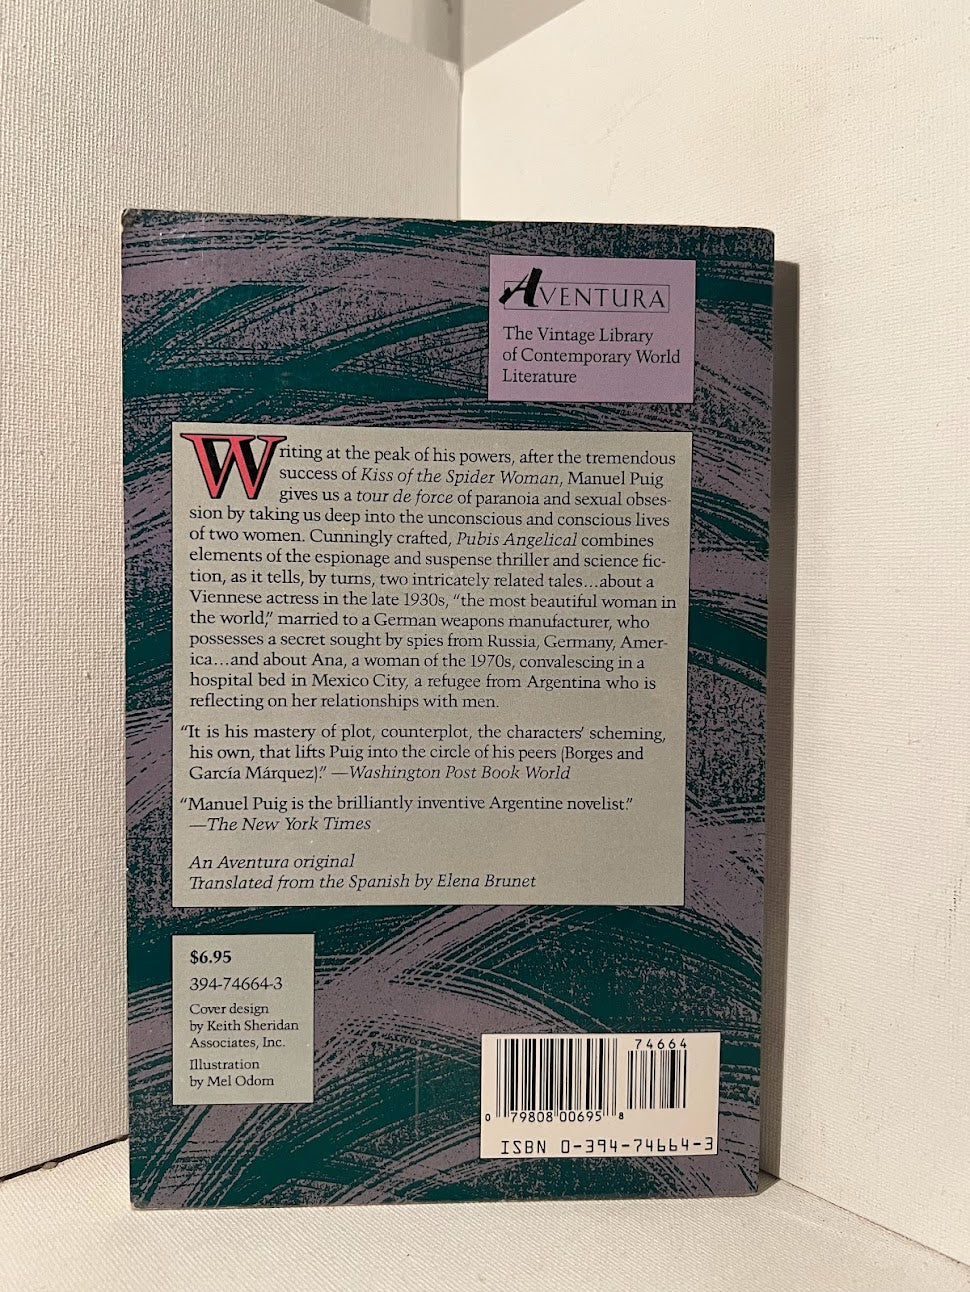 AVENTURA
The Vintage Library
of Contemporary World
Literature
Writing at the peak of his powers, after the tremendous
success of Kiss of the Spider Woman, Manuel Puig
gives us a tour de force of paranoia and sexual obses-
sion by taking us deep into the unconscious and conscious lives
of two women. Cunningly crafted, Pubis Angelical combines
elements of the espionage and suspense thriller and science fic-
tion, as it tells, by turns, two intricately related tales...about a
Viennese actress in the late 1930s, “the most beautiful woman in
the world,” married to a German weapons manufacturer, who
possesses a secret sought by spies from Russia, Germany, Amer-
ica...and about Ana, a woman of the 1970s, convalescing in a
hospital bed in Mexico City, a refugee from Argentina who is
reflecting on her relationships with men.
“It is his mastery of plot, counterplot, the characters’ scheming,
his own, that lifts Puig into the circle of his peers (Borges and
García Márquez).” —Washington Post Book World
“Manuel Puig is the brilliantly inventive Argentine novelist.”
—The New York Times
An Aventura original
Translated from the Spanish by Elena Brunet
$6.95
394-74664-3
Cover design
by Keith Sheridan
Associates, Inc.
Illustration
by Mel Odom
74664
0 79808 00695 8
ISBN 0-394-74664-3